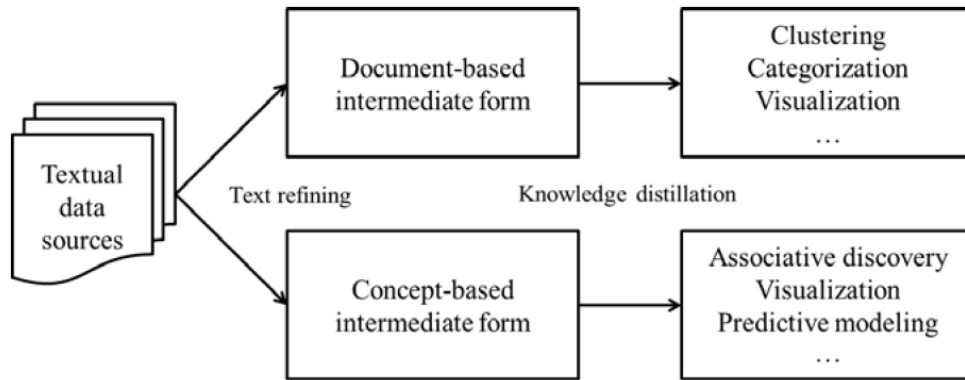 Textual
data
sources
Text refining
Document-based
intermediate form
Concept-based
intermediate form
Knowledge distillation
Clustering
Categorization
Visualization
...
Associative discovery
Visualization
Predictive modeling
...